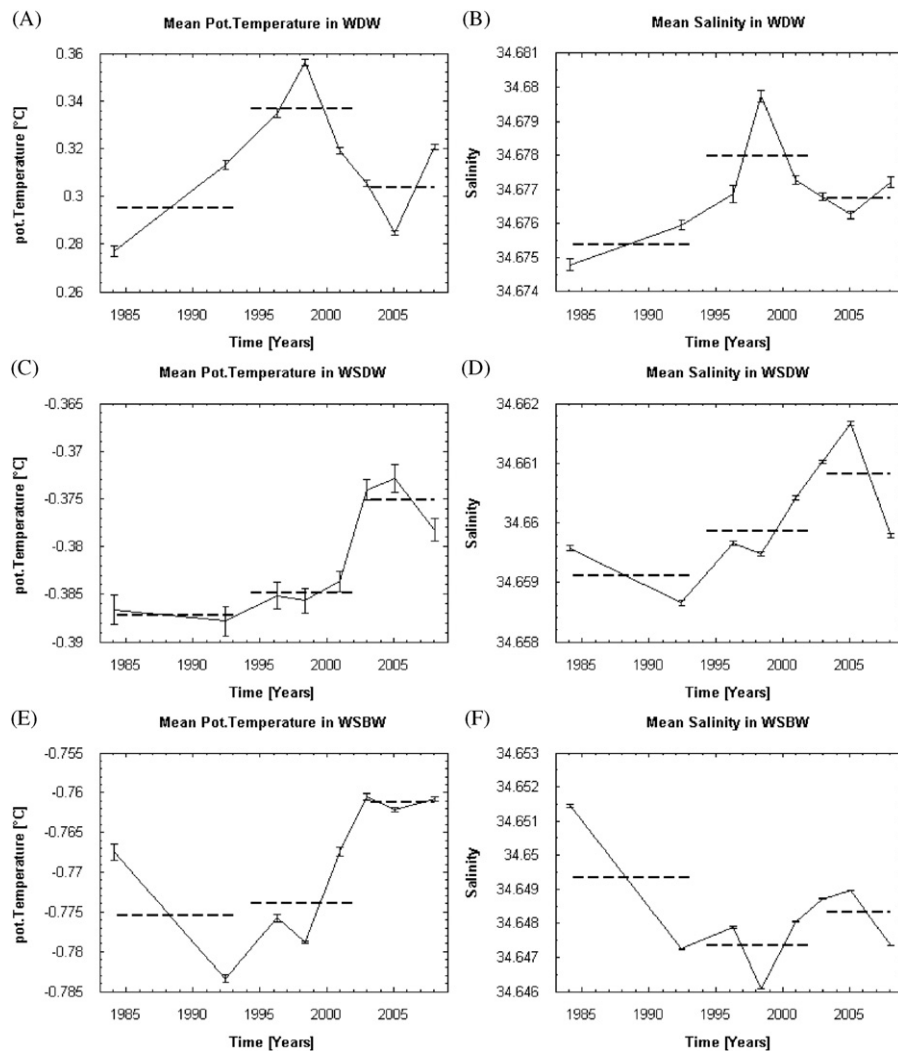 (A)
Mean Pot.Temperature in WDW
pot.Temperature [°C]
0.36
0.34
0.32
0.3
0.28
0.26
1985 1990 1995 2000 2005
Time [Years]
(B)
Mean Salinity in WDW
Salinity
34.681
34.68
34.679
34.678
34.677
34.676
34.675
34.674
1985 1990 1995 2000 2005
Time [Years]
(C)
Mean Pot.Temperature in WSDW
pot.Temperature [°C]
-0.365
-0.37
-0.375
-0.38
-0.385
-0.39
1985 1990 1995 2000 2005
Time [Years]
(D)
Mean Salinity in WSDW
Salinity
34.662
34.661
34.66
34.659
34.658
1985 1990 1995 2000 2005
Time [Years]
(E)
Mean Pot.Temperature in WSBW
pot.Temperature [°C]
-0.755
-0.76
-0.765
-0.77
-0.775
-0.78
-0.785
1985 1990 1995 2000 2005
Time [Years]
(F)
Mean Salinity in WSBW
Salinity
34.653
34.652
34.651
34.65
34.649
34.648
34.647
34.646
1985 1990 1995 2000 2005
Time [Years]